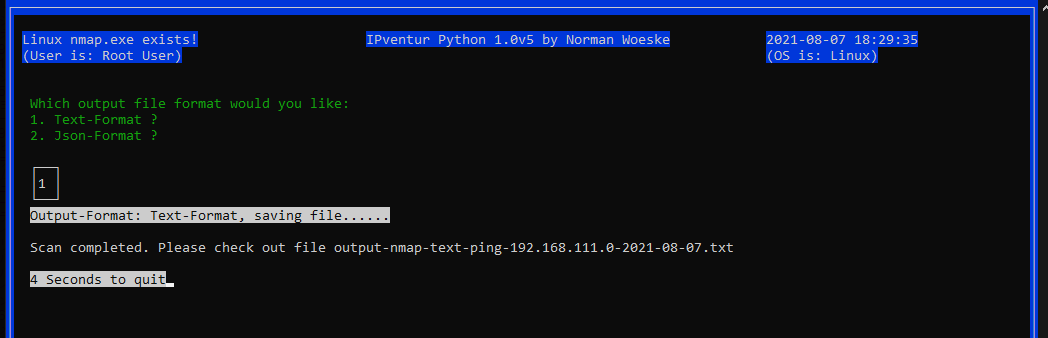 Linux nmap.exe exists! IPventur Python 1.0v5 by Norman Woeske 2021-08-07 18:29:35
(User is: Root User) (OS is: Linux)
Which output file format would you like:
1. Text-Format ?
2. Json-Format ?
1
Output-Format: Text-Format, saving file......
Scan completed. Please check out file output-nmap-text-ping-192.168.111.0-2021-08-07.txt
4 Seconds to quit